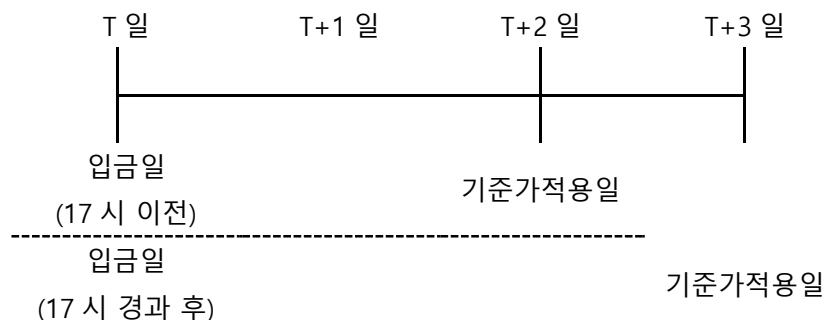 T 일 T+1 일 T+2 일 T+3 일
입금일
(17 시 이전)
기준가적용일
입금일
(17 시 경과 후)
기준가적용일